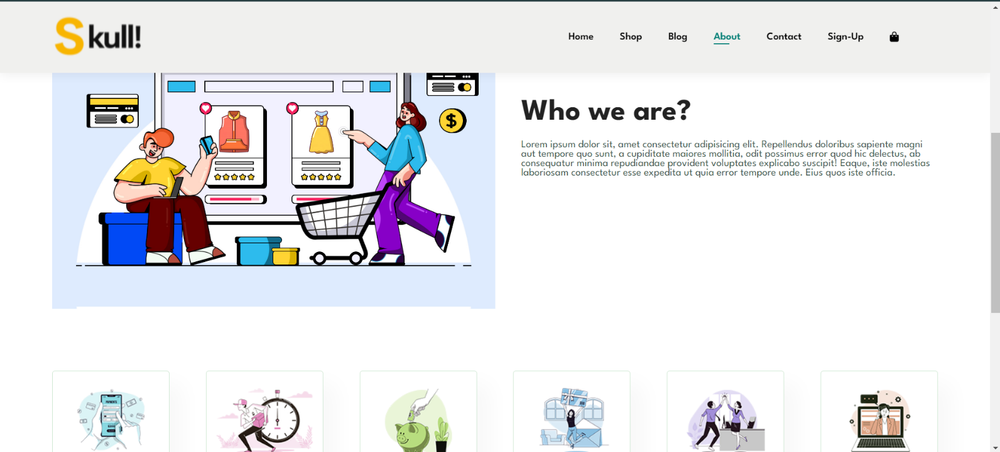 Skull!
Home Shop Blog About Contact Sign-Up
$
Who we are?
Lorem ipsum dolor sit, amet consectetur adipisicing elit. Repellendus doloribus sapiente magni
aut tempore quo sunt, a cupiditate maiores mollitia, odit possimus error quod hic delectus, ab
consequatur minima repudiandae provident voluptates explicabo suscipit! Eaque, iste molestias
laboriosam consectetur esse expedita ut quia error tempore unde. Eius quos iste officia.
PAYMENTS